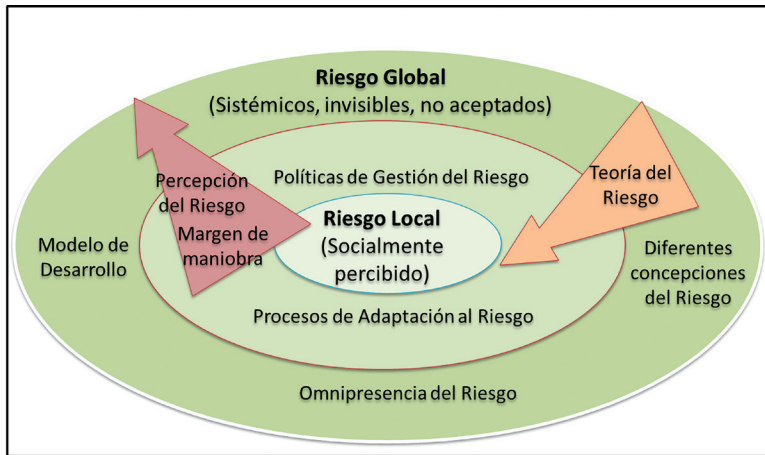 Riesgo Global
(Sistémicos, invisibles, no aceptados)
Políticas de Gestión del Riesgo
Percepción
del Riesgo
Margen de
maniobra
Teoría del
Riesgo
Riesgo Local
(Socialmente
percibido)
Modelo de
Desarrollo
Diferentes
concepciones
del Riesgo
Procesos de Adaptación al Riesgo
Omnipresencia del Riesgo